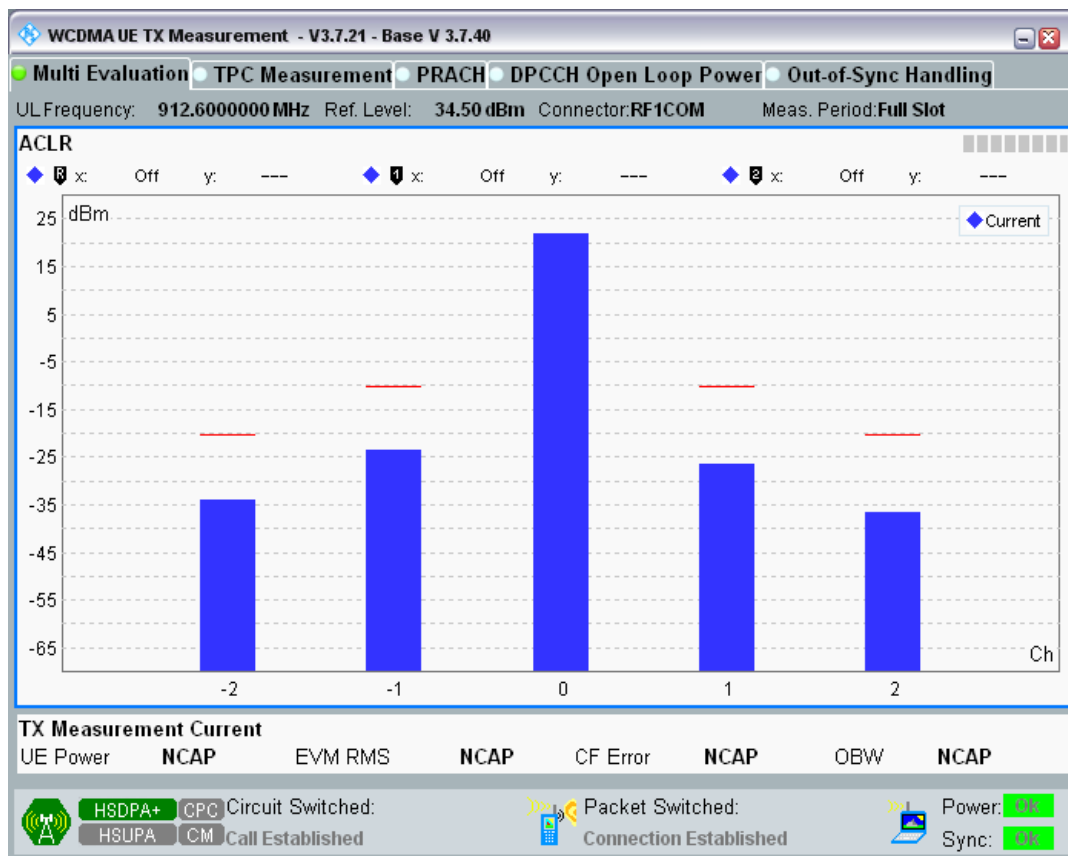 WCDMA UE TX Measurement - V3.7.21 - Base V 3.7.40
Multi Evaluation TPC Measurement PRACH DPCCH Open Loop Power Out-of-Sync Handling
UL Frequency: 912.6000000 MHz Ref. Level: 34.50 dBm Connector:RF1COM Meas. Period:Full Slot
ACLR
R x: Off y: --- 1 x: Off y: --- 2 x: Off y: ---
dBm
Current
25
15
5
-5
-15
-25
-35
-45
-55
-65
Ch
-2 -1 0 1 2
TX Measurement Current
UE Power NCAP EVM RMS NCAP CF Error NCAP OBW NCAP
HSDPA+ CPC Circuit Switched: Packet Switched: Power: OK
HSUPA CM Call Established Connection Established Sync: OK